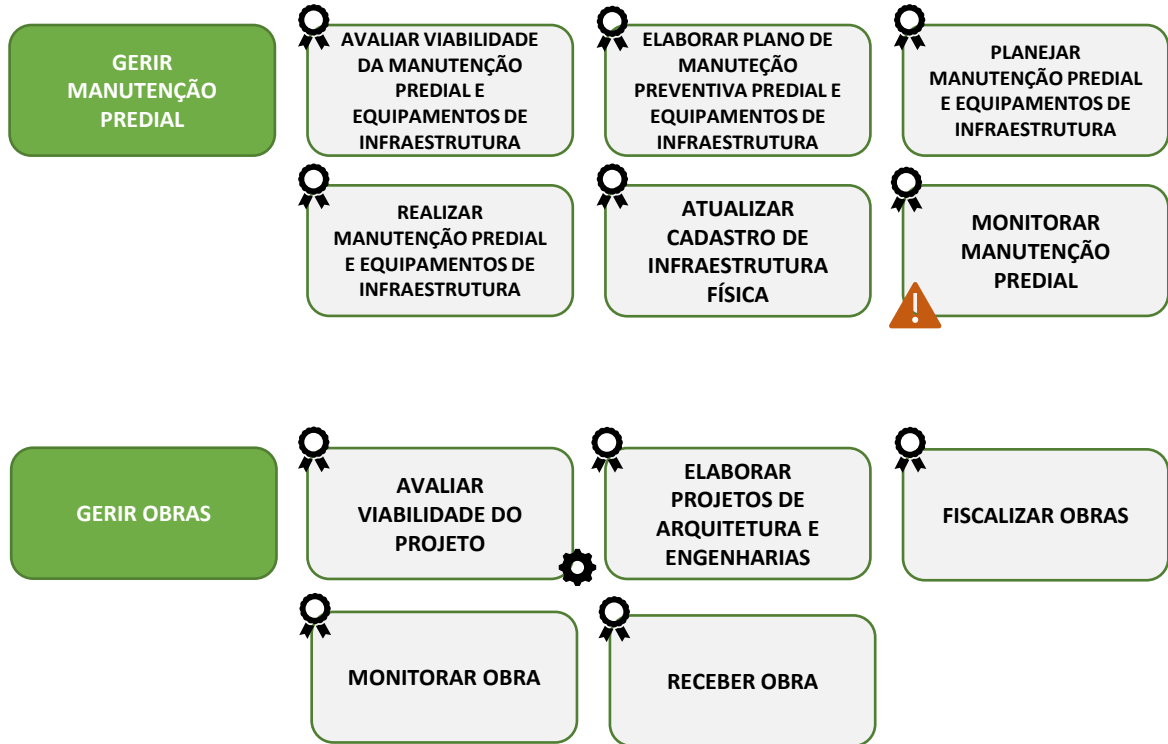 GERIR
MANUTENÇÃO
PREDIAL
AVALIAR VIABILIDADE
DA MANUTENÇÃO
PREDIAL E
EQUIPAMENTOS DE
INFRAESTRUTURA
ELABORAR PLANO DE
MANUTEÇÃO
PREVENTIVA PREDIAL E
EQUIPAMENTOS DE
INFRAESTRUTURA
PLANEJAR
MANUTENÇÃO PREDIAL
E EQUIPAMENTOS DE
INFRAESTRUTURA
REALIZAR
MANUTENÇÃO PREDIAL
E EQUIPAMENTOS DE
INFRAESTRUTURA
ATUALIZAR
CADASTRO DE
INFRAESTRUTURA
FÍSICA
MONITORAR
MANUTENÇÃO
PREDIAL
GERIR OBRAS
AVALIAR
VIABILIDADE DO
PROJETO
ELABORAR
PROJETOS DE
ARQUITETURA E
ENGENHARIAS
FISCALIZAR OBRAS
MONITORAR OBRA
RECEBER OBRA